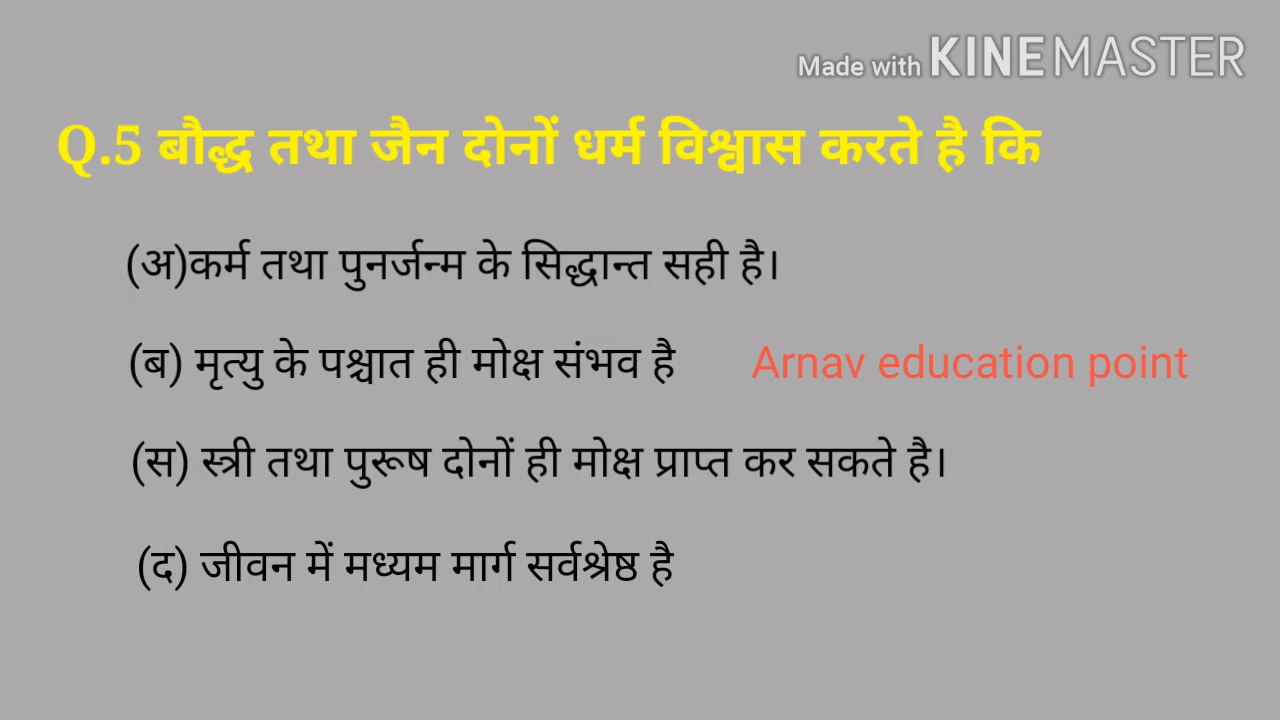 Made with KINEMASTER
Q.5 बौद्ध तथा जैन दोनों धर्म विश्वास करते है कि
(अ)कर्म तथा पुनर्जन्म के सिद्धान्त सही है।
(ब) मृत्यु के पश्चात ही मोक्ष संभव है Arnav education point
(स) स्त्री तथा पुरूष दोनों ही मोक्ष प्राप्त कर सकते है।
(द) जीवन में मध्यम मार्ग सर्वश्रेष्ठ है